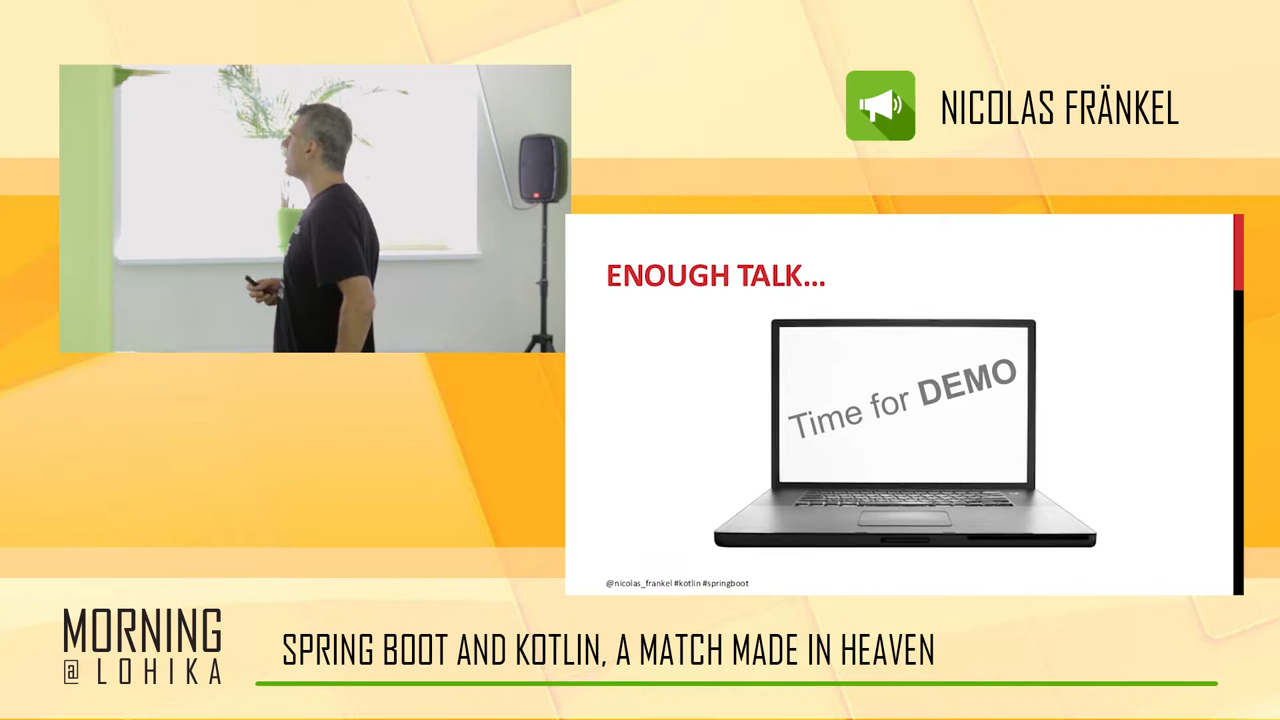 NICOLAS FRÄNKEL
ENOUGH TALK...
Time for DEMO
@nicolas_frankel #kotlin #springboot
MORNING
@ LOHIKA
SPRING BOOT AND KOTLIN, A MATCH MADE IN HEAVEN